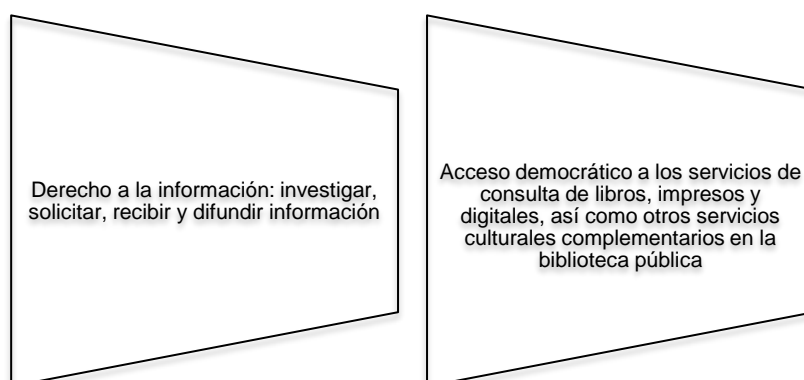 Derecho a la información: investigar,
solicitar, recibir y difundir información
Acceso democrático a los servicios de
consulta de libros, impresos y
digitales, así como otros servicios
culturales complementarios en la
biblioteca pública